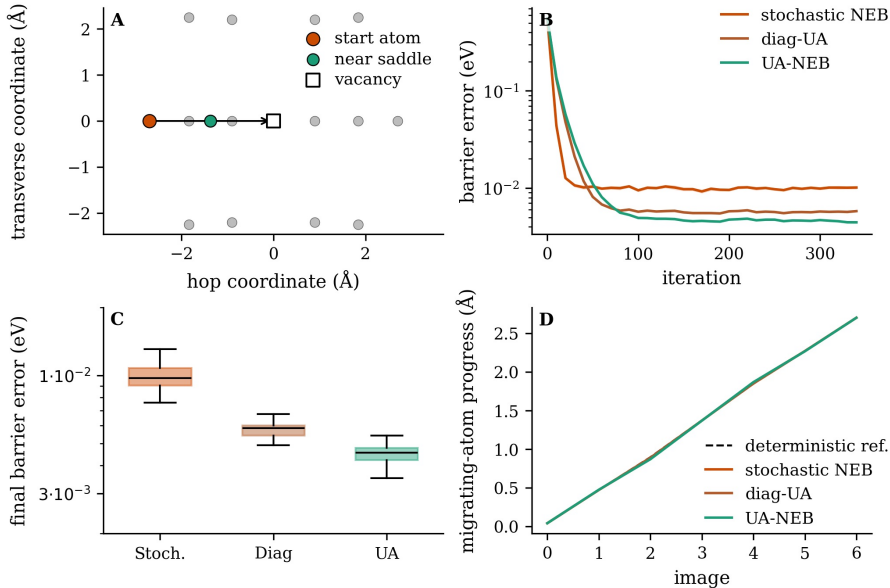 A
start atom
near saddle
vacancy
transverse coordinate (Å)
2
1
0
−1
−2
−2
0
2
hop coordinate (Å)
B
stochastic NEB
diag-UA
UA-NEB
barrier error (eV)
10⁻¹
10⁻²
0
100
200
300
iteration
C
final barrier error (eV)
1·10⁻²
3·10⁻³
Stoch.
Diag
UA
D
migrating-atom progress (Å)
2.5
2.0
1.5
1.0
0.5
0.0
deterministic ref.
stochastic NEB
diag-UA
UA-NEB
0
1
2
3
4
5
6
image